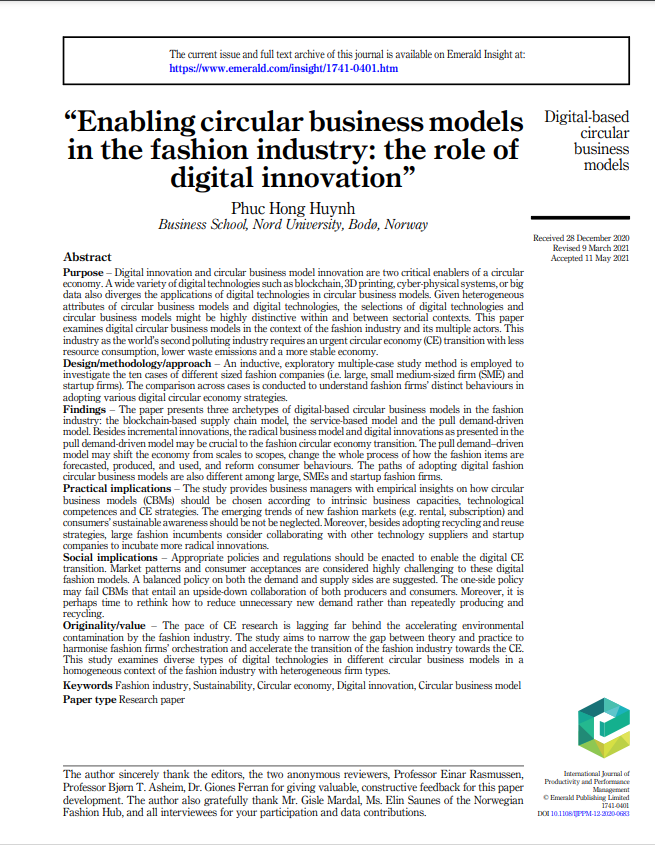 The current issue and full text archive of this journal is available on Emerald Insight at:
https://www.emerald.com/insight/1741-0401.htm
“Enabling circular business models
in the fashion industry: the role of
digital innovation”
Phuc Hong Huynh
Business School, Nord University, Bodø, Norway
Digital-based
circular
business
models
Received 28 December 2020
Revised 9 March 2021
Accepted 11 May 2021
Abstract
Purpose – Digital innovation and circular business model innovation are two critical enablers of a circular
economy. A wide variety of digital technologies such as blockchain, 3D printing, cyber-physical systems, or big
data also diverges the applications of digital technologies in circular business models. Given heterogeneous
attributes of circular business models and digital technologies, the selections of digital technologies and
circular business models might be highly distinctive within and between sectorial contexts. This paper
examines digital circular business models in the context of the fashion industry and its multiple actors. This
industry as the world’s second polluting industry requires an urgent circular economy (CE) transition with less
resource consumption, lower waste emissions and a more stable economy.
Design/methodology/approach – An inductive, exploratory multiple-case study method is employed to
investigate the ten cases of different sized fashion companies (i.e. large, small medium-sized firm (SME) and
startup firms). The comparison across cases is conducted to understand fashion firms’ distinct behaviours in
adopting various digital circular economy strategies.
Findings – The paper presents three archetypes of digital-based circular business models in the fashion
industry: the blockchain-based supply chain model, the service-based model and the pull demand-driven
model. Besides incremental innovations, the radical business model and digital innovations as presented in the
pull demand-driven model may be crucial to the fashion circular economy transition. The pull demand–driven
model may shift the economy from scales to scopes, change the whole process of how the fashion items are
forecasted, produced, and used, and reform consumer behaviours. The paths of adopting digital fashion
circular business models are also different among large, SMEs and startup fashion firms.
Practical implications – The study provides business managers with empirical insights on how circular
business models (CBMs) should be chosen according to intrinsic business capacities, technological
competences and CE strategies. The emerging trends of new fashion markets (e.g. rental, subscription) and
consumers’ sustainable awareness should be not be neglected. Moreover, besides adopting recycling and reuse
strategies, large fashion incumbents consider collaborating with other technology suppliers and startup
companies to incubate more radical innovations.
Social implications – Appropriate policies and regulations should be enacted to enable the digital CE
transition. Market patterns and consumer acceptances are considered highly challenging to these digital
fashion models. A balanced policy on both the demand and supply sides are suggested. The one-side policy
may fail CBMs that entail an upside-down collaboration of both producers and consumers. Moreover, it is
perhaps time to rethink how to reduce unnecessary new demand rather than repeatedly producing and
recycling.
Originality/value – The pace of CE research is lagging far behind the accelerating environmental
contamination by the fashion industry. The study aims to narrow the gap between theory and practice to
harmonise fashion firms’ orchestration and accelerate the transition of the fashion industry towards the CE.
This study examines diverse types of digital technologies in different circular business models in a
homogeneous context of the fashion industry with heterogeneous firm types.
Keywords Fashion industry, Sustainability, Circular economy, Digital innovation, Circular business model
Paper type Research paper
The author sincerely thank the editors, the two anonymous reviewers, Professor Einar Rasmussen,
Professor Bjørn T. Asheim, Dr. Giones Ferran for giving valuable, constructive feedback for this paper
development. The author also gratefully thank Mr. Gisle Mardal, Ms. Elin Saunes of the Norwegian
Fashion Hub, and all interviewees for your participation and data contributions.
International Journal of
Productivity and Performance
Management
© Emerald Publishing Limited
1741-0401
DOI 10.1108/IJPPM-12-2020-0683